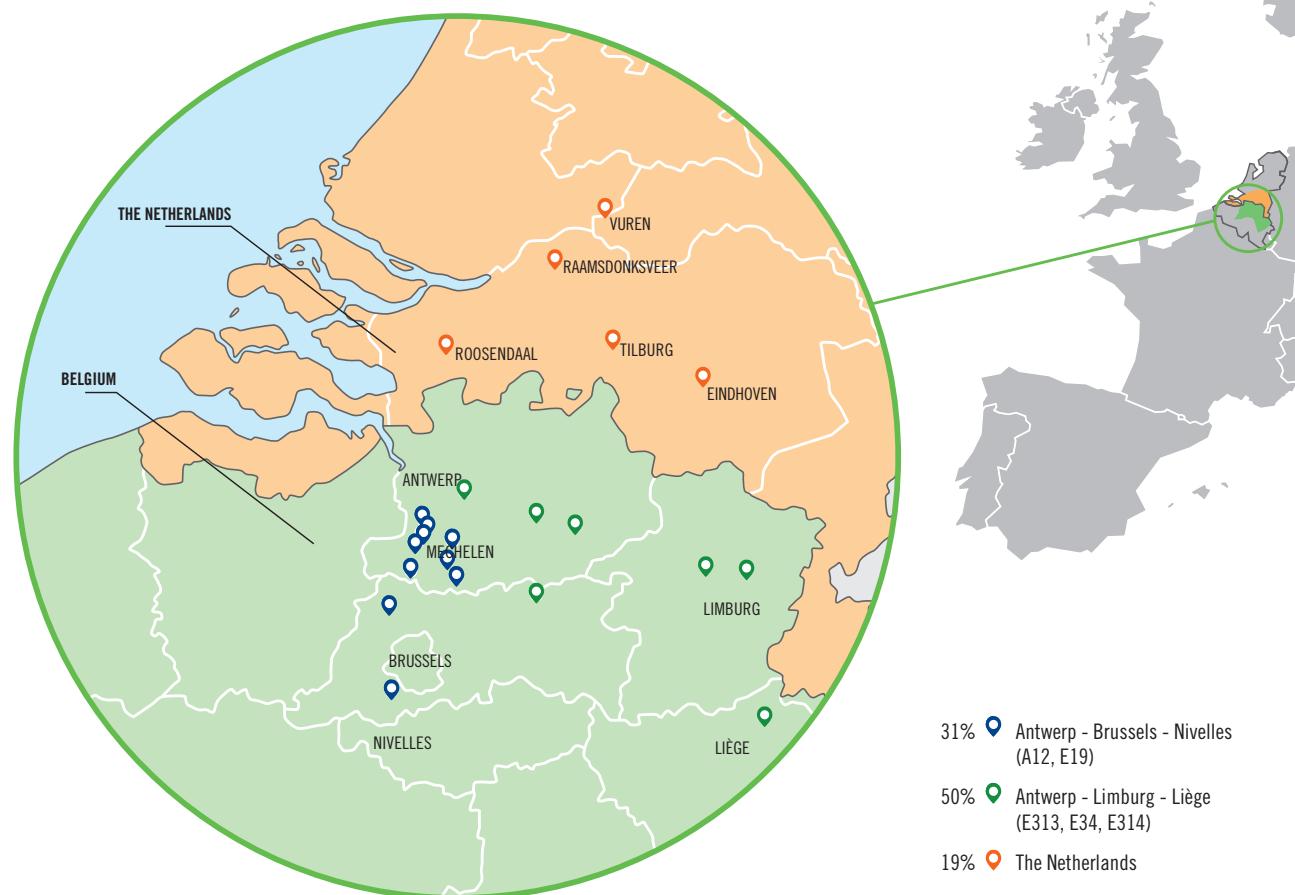 THE NETHERLANDS
BELGIUM
VUREN
RAAMSDONKSVEER
ROOSENDAAL
TILBURG
EINDHOVEN
ANTWERP
MECHELEN
LIMBURG
BRUSSELS
NIVELLES
LIÈGE
31% Antwerp - Brussels - Nivelles
(A12, E19)
50% Antwerp - Limburg - Liège
(E313, E34, E314)
19% The Netherlands